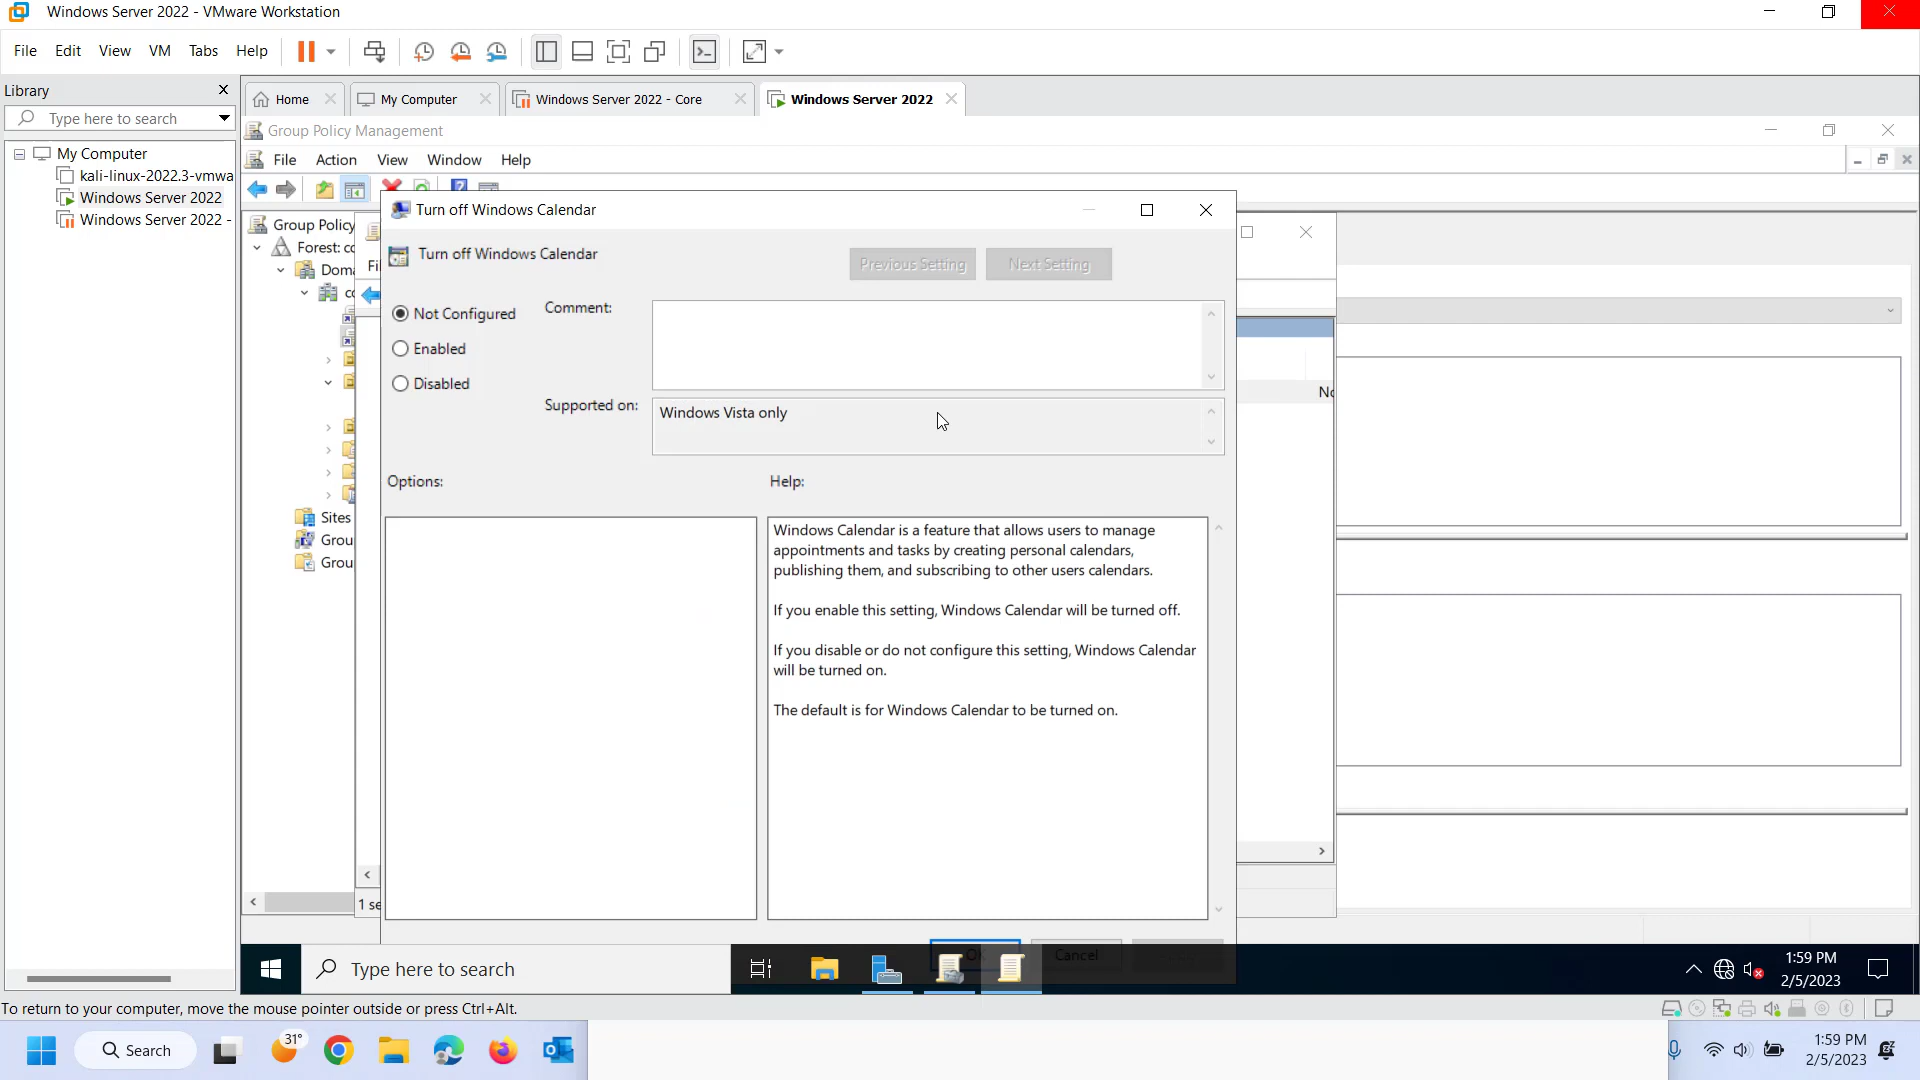 Windows Server 2022 - VMware Workstation
File Edit View VM Tabs Help
Library
Home
My Computer
Windows Server 2022 - Core
Windows Server 2022
Type here to search
Group Policy Management
My Computer
File Action View Window Help
kali-linux-2022.3-vmwa
Windows Server 2022
Windows Server 2022 -
Turn off Windows Calendar
Group Policy
Forest: cc
Doma
Turn off Windows Calendar
Previous Setting
Next Setting
Fi
Not Configured
Comment:
Enabled
Disabled
Supported on:
Windows Vista only
Options:
Help:
Windows Calendar is a feature that allows users to manage
appointments and tasks by creating personal calendars,
publishing them, and subscribing to other users calendars.
If you enable this setting, Windows Calendar will be turned off.
If you disable or do not configure this setting, Windows Calendar
will be turned on.
The default is for Windows Calendar to be turned on.
Sites
Grou
Grou
1 se
OK
Cancel
Type here to search
1:59 PM
2/5/2023
To return to your computer, move the mouse pointer outside or press Ctrl+Alt.
31°
Search
1:59 PM
2/5/2023